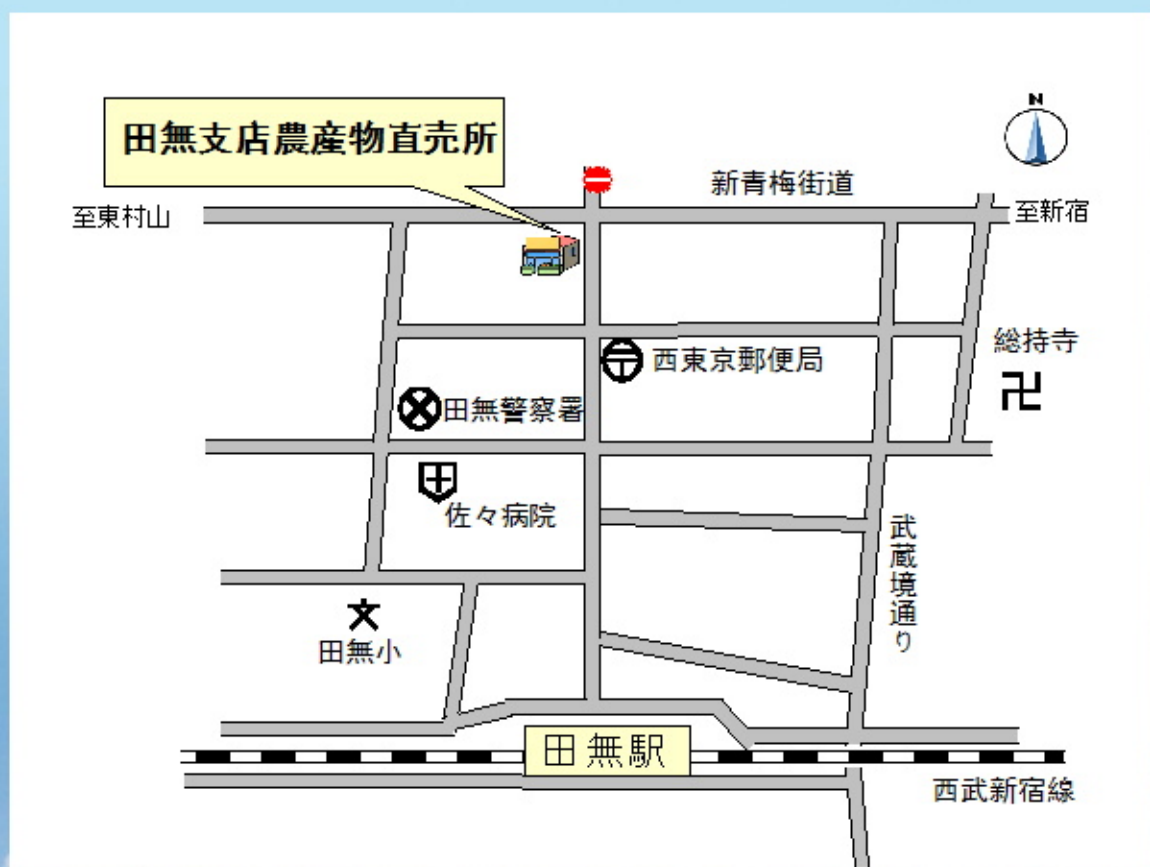 N
田無支店農産物直売所
新青梅街道
至東村山
至新宿
総持寺
西東京郵便局
田無警察署
佐々病院
武蔵境通り
田無小
田無駅
西武新宿線